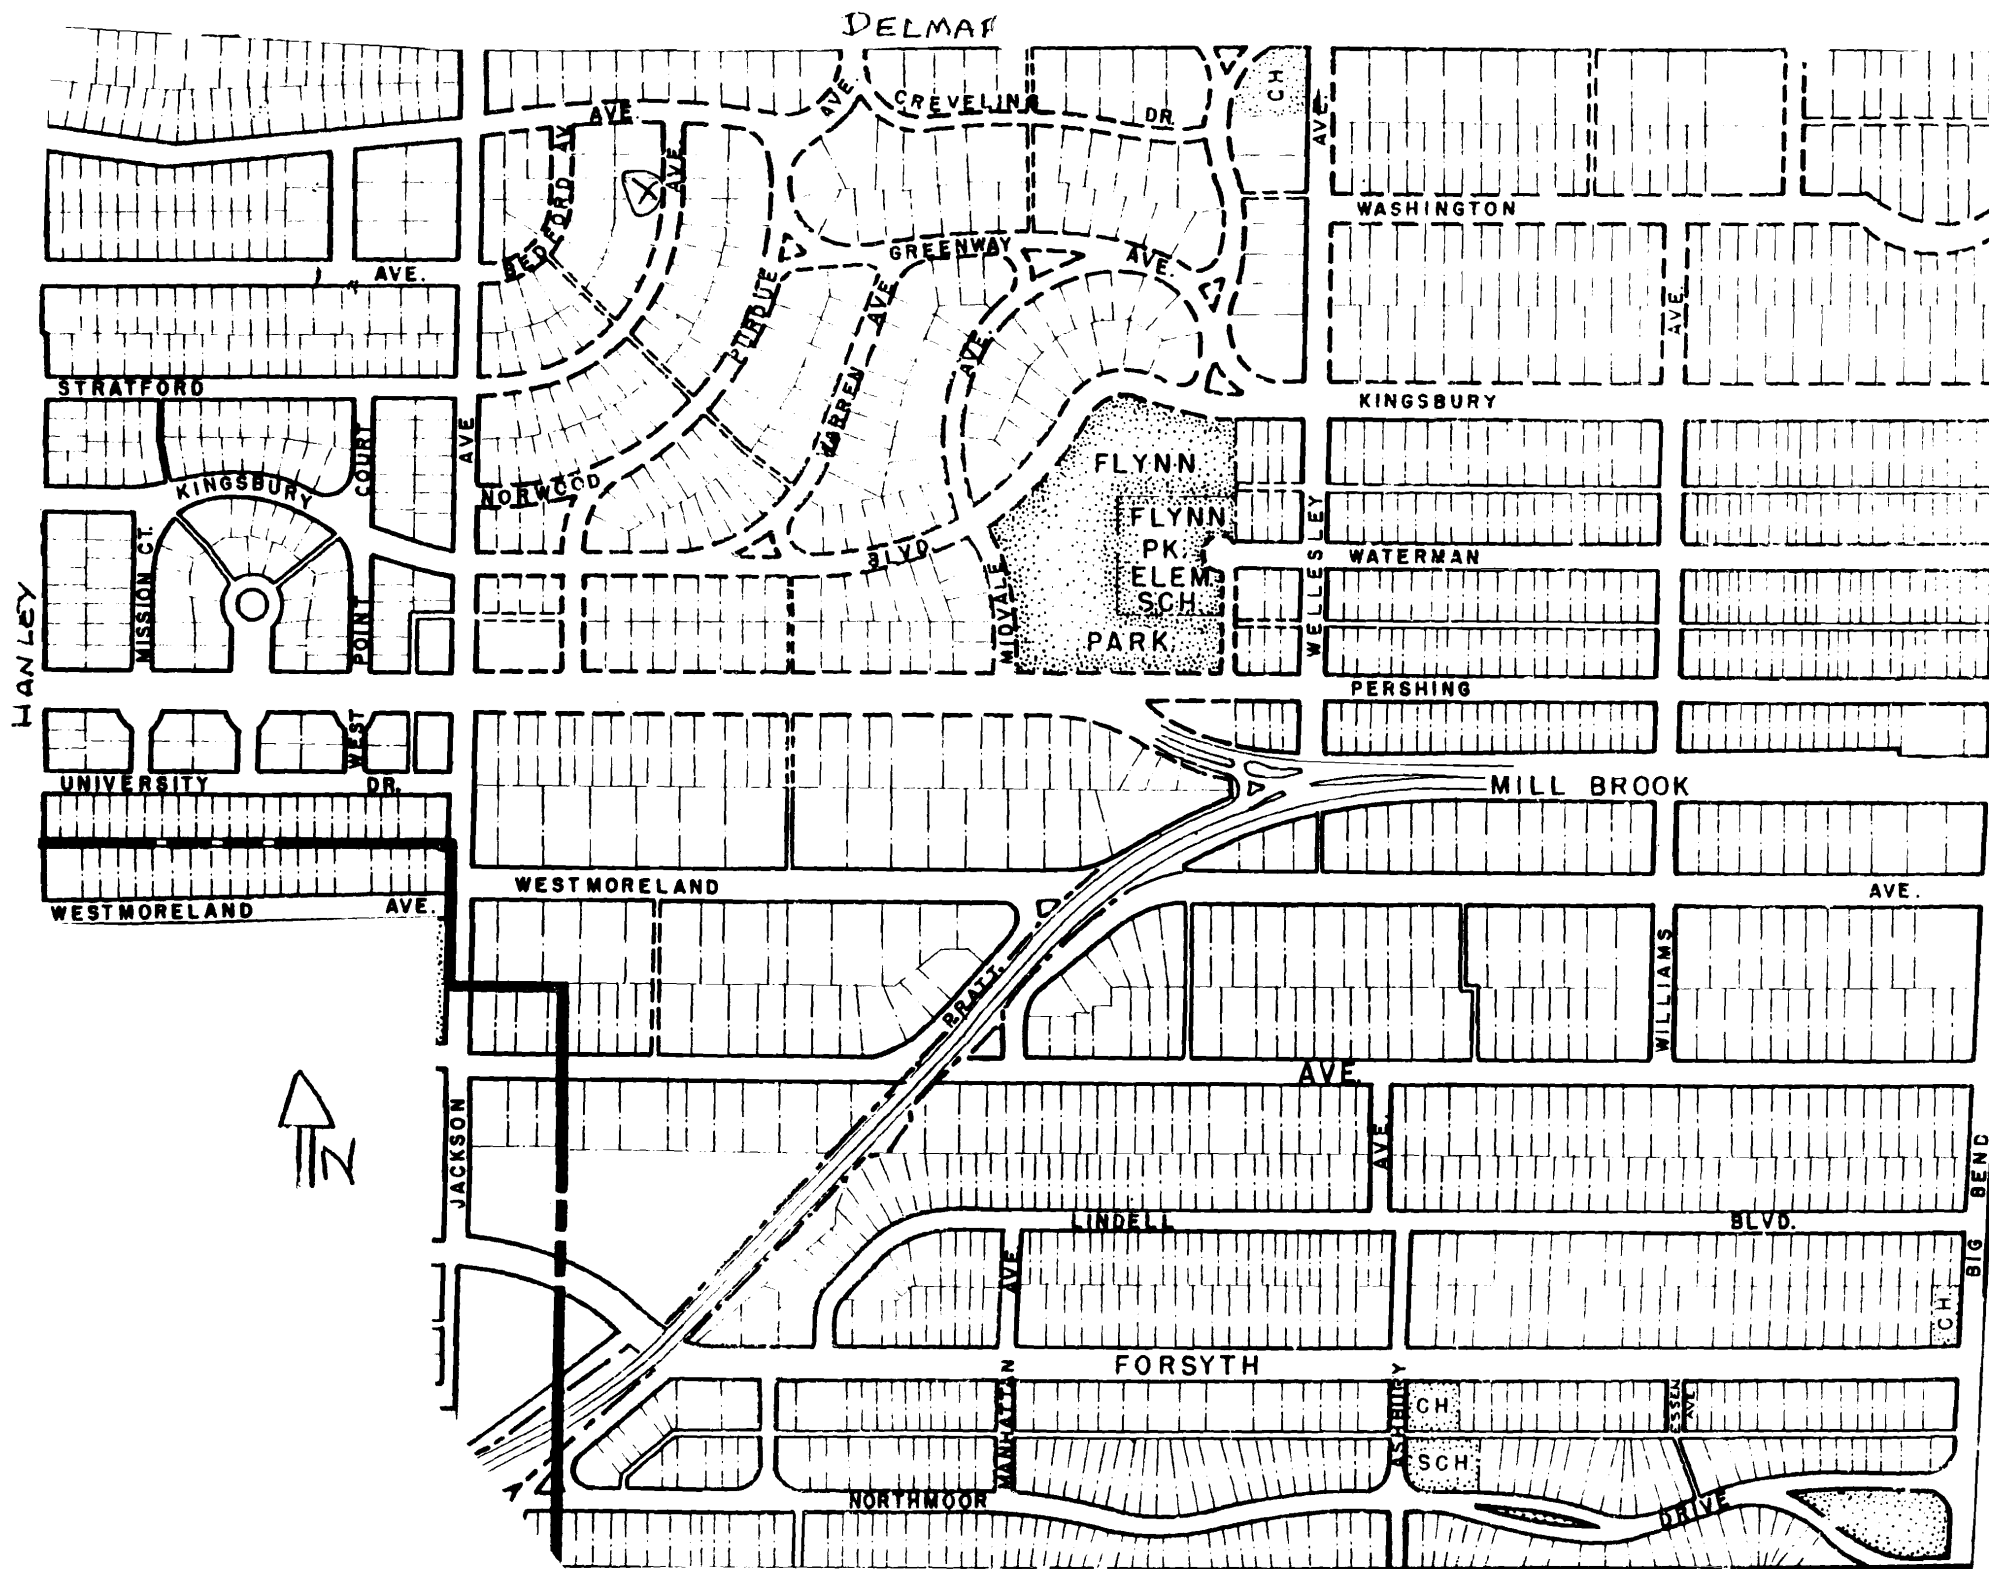 DELMAR
CREVELING
DR.
AVE.
AVE.
CH
AVE.
BEDFORD AV.
AVE.
WASHINGTON
GREENWAY
AVE.
AVE.
PURDUE
AVE.
AVE.
AVE.
STRATFORD
KINGSBURY
WARREN
COURT
AVE
FLYNN
KINGSBURY
NORWOOD
FLYNN
PK.
ELEM
SCH.
PARK
WELLESLEY
WATERMAN
BLVD.
MISSION CT.
POINT
MIDVALE
HANLEY
PERSHING
WEST
UNIVERSITY
DR.
MILL BROOK
WESTMORELAND
AVE.
WESTMORELAND
AVE.
WILLIAMS
AVE.
N
JACKSON
AVE.
BIG BEND
LINDELL
BLVD.
AVE
CH.
FORSYTH
MANHATTAN
ASHBURY
CH
AVE
SCH
NORTHMOOR
DRIVE